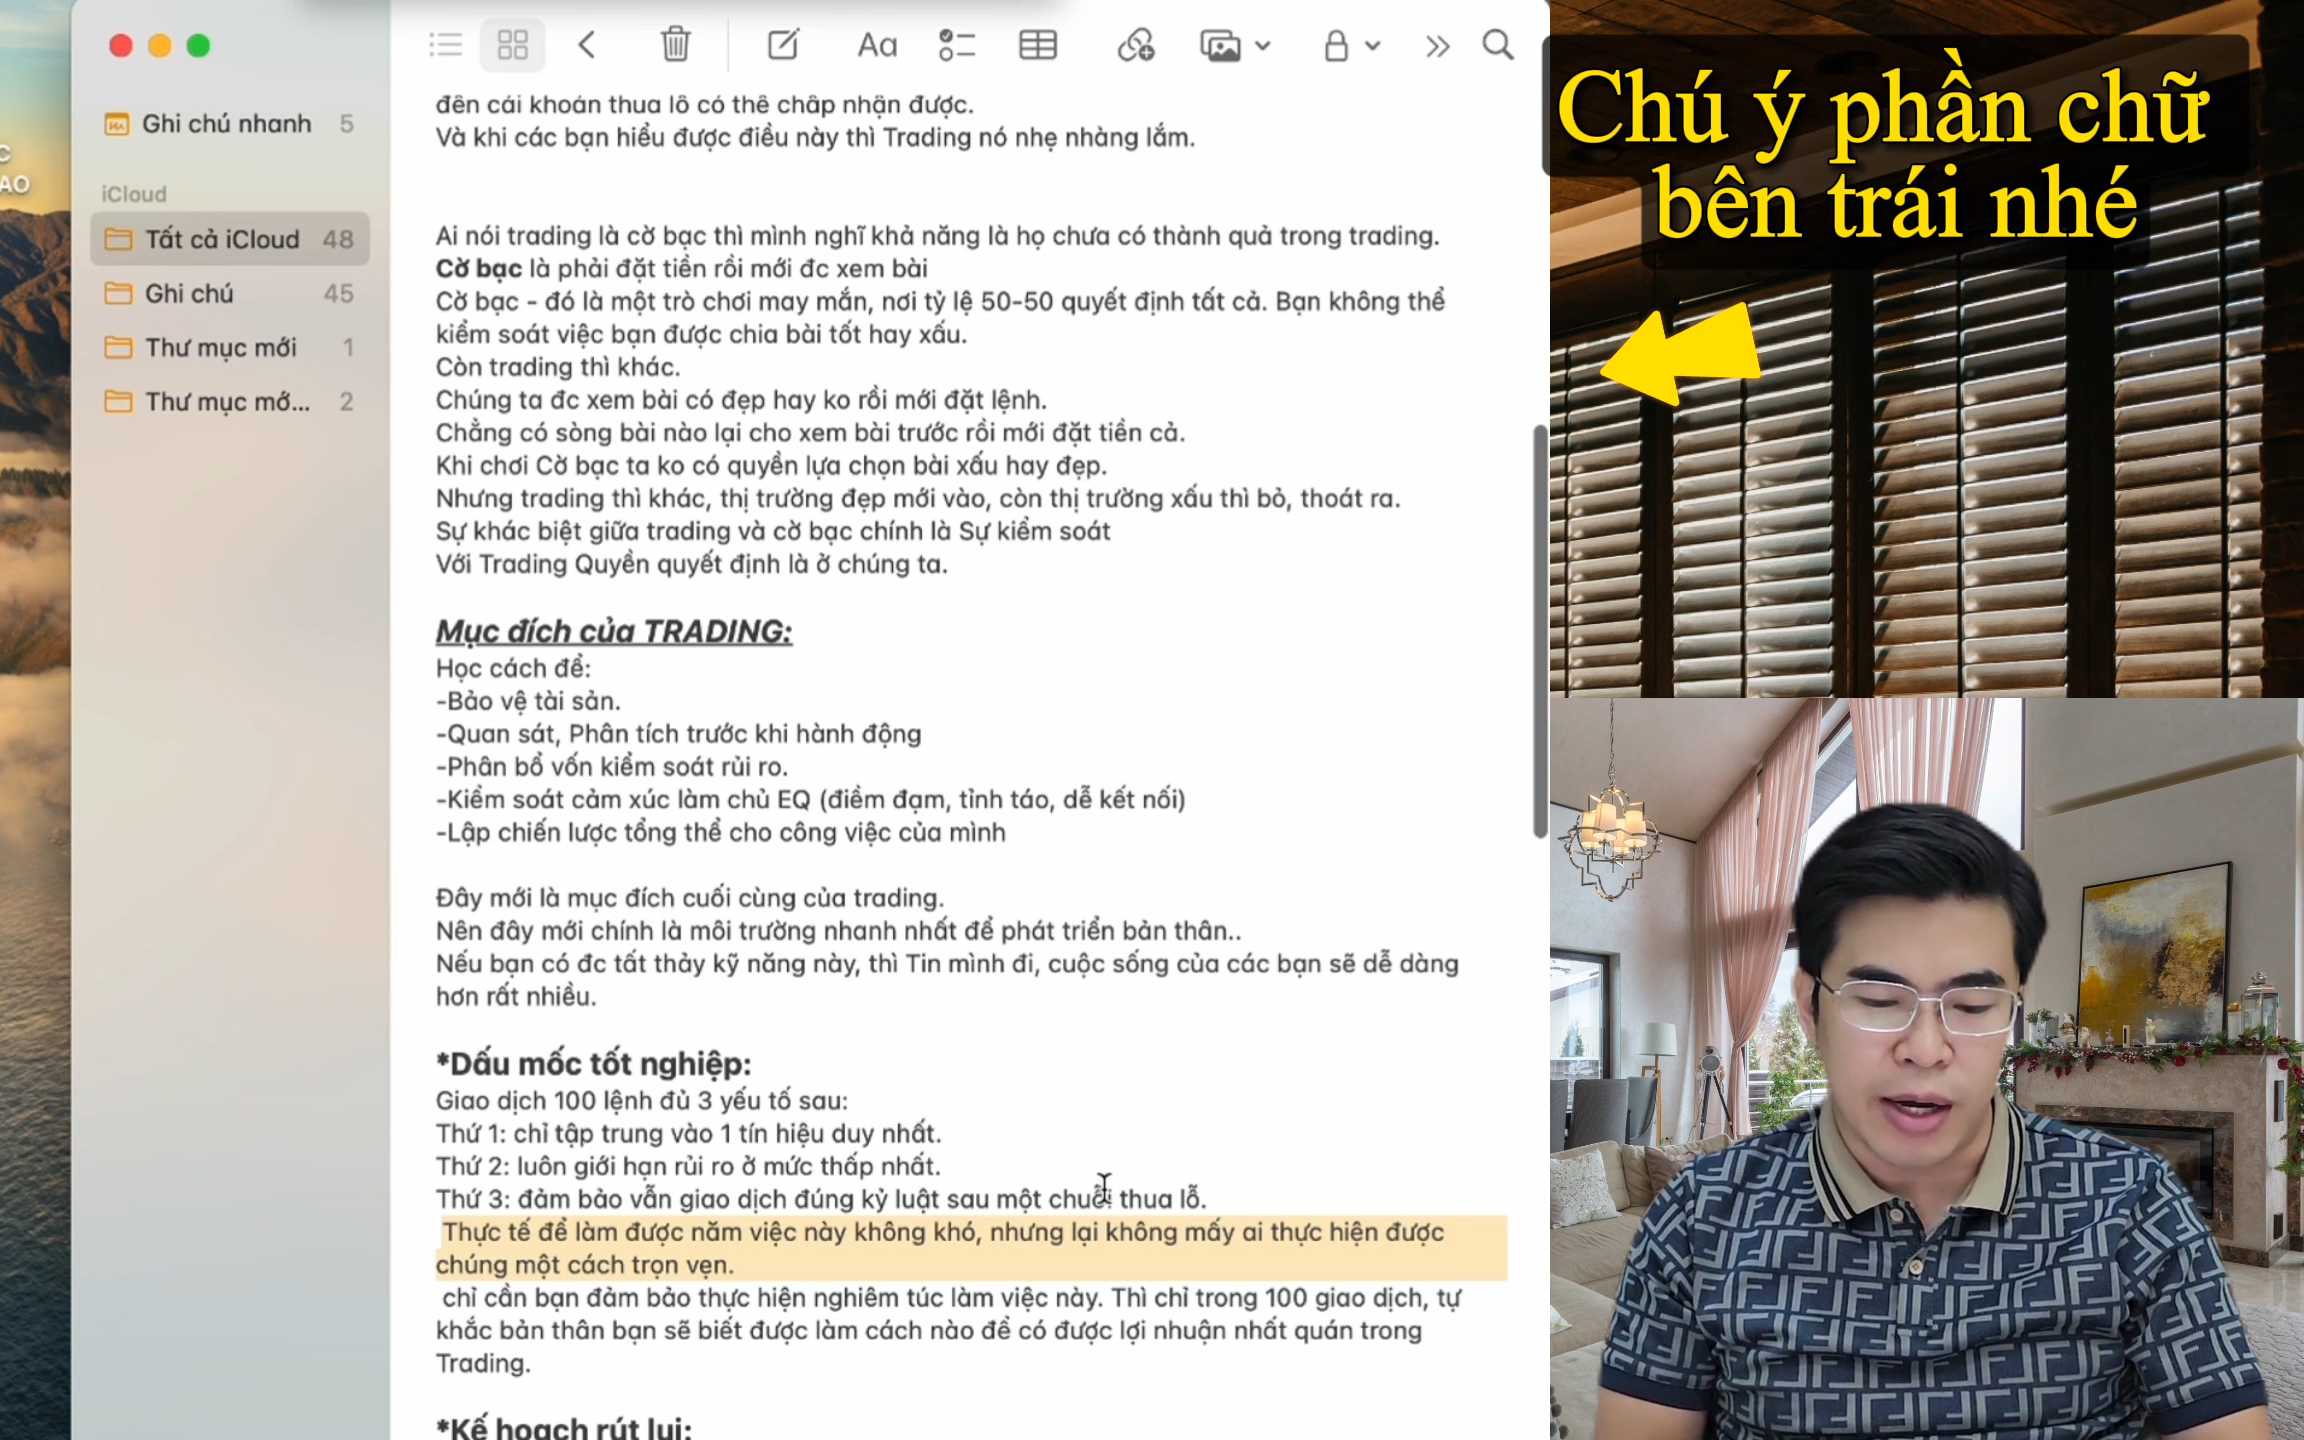 Chú ý phần chữ
bên trái nhé
C
AO
Ghi chú nhanh 5
iCloud
Tất cả iCloud 48
Ghi chú 45
Thư mục mới 1
Thư mục mớ... 2
Aa
đến cái khoản thua lỗ có thể chấp nhận được.
Và khi các bạn hiểu được điều này thì Trading nó nhẹ nhàng lắm.
Ai nói trading là cờ bạc thì mình nghĩ khả năng là họ chưa có thành quả trong trading.
Cờ bạc là phải đặt tiền rồi mới đc xem bài
Cờ bạc - đó là một trò chơi may mắn, nơi tỷ lệ 50-50 quyết định tất cả. Bạn không thể
kiểm soát việc bạn được chia bài tốt hay xấu.
Còn trading thì khác.
Chúng ta đc xem bài có đẹp hay ko rồi mới đặt lệnh.
Chẳng có sòng bài nào lại cho xem bài trước rồi mới đặt tiền cả.
Khi chơi Cờ bạc ta ko có quyền lựa chọn bài xấu hay đẹp.
Nhưng trading thì khác, thị trường đẹp mới vào, còn thị trường xấu thì bỏ, thoát ra.
Sự khác biệt giữa trading và cờ bạc chính là Sự kiểm soát
Với Trading Quyền quyết định là ở chúng ta.
Mục đích của TRADING:
Học cách để:
-Bảo vệ tài sản.
-Quan sát, Phân tích trước khi hành động
-Phân bổ vốn kiểm soát rủi ro.
-Kiểm soát cảm xúc làm chủ EQ (điềm đạm, tỉnh táo, dễ kết nối)
-Lập chiến lược tổng thể cho công việc của mình
Đây mới là mục đích cuối cùng của trading.
Nên đây mới chính là môi trường nhanh nhất để phát triển bản thân..
Nếu bạn có đc tất thảy kỹ năng này, thì Tin mình đi, cuộc sống của các bạn sẽ dễ dàng
hơn rất nhiều.
*Dấu mốc tốt nghiệp:
Giao dịch 100 lệnh đủ 3 yếu tố sau:
Thứ 1: chỉ tập trung vào 1 tín hiệu duy nhất.
Thứ 2: luôn giới hạn rủi ro ở mức thấp nhất.
Thứ 3: đảm bảo vẫn giao dịch đúng kỷ luật sau một chuỗi thua lỗ.
Thực tế để làm được năm việc này không khó, nhưng lại không mấy ai thực hiện được
chúng một cách trọn vẹn.
chỉ cần bạn đảm bảo thực hiện nghiêm túc làm việc này. Thì chỉ trong 100 giao dịch, tự
khắc bản thân bạn sẽ biết được làm cách nào để có được lợi nhuận nhất quán trong
Trading.
*Kế hoạch rút lui: